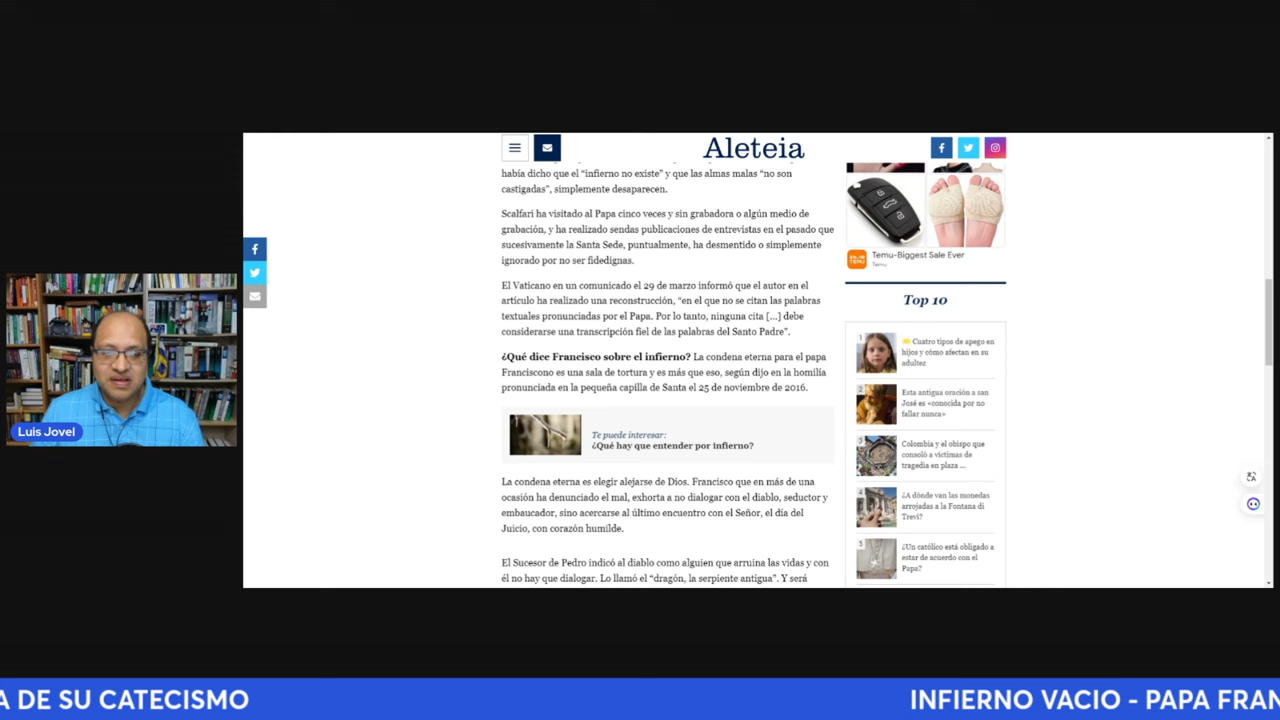 Aleteia
había dicho que el “infierno no existe” y que las almas malas “no son
castigadas”, simplemente desaparecen.
Scalfari ha visitado al Papa cinco veces y sin grabadora o algún medio de
grabación, y ha realizado sendas publicaciones de entrevistas en el pasado que
sucesivamente la Santa Sede, puntualmente, ha desmentido o simplemente
ignorado por no ser fidedignas.
El Vaticano en un comunicado el 29 de marzo informó que el autor en el
artículo ha realizado una reconstrucción, “en el que no se citan las palabras
textuales pronunciadas por el Papa. Por lo tanto, ninguna cita [...] debe
considerarse una transcripción fiel de las palabras del Santo Padre”.
¿Qué dice Francisco sobre el infierno? La condena eterna para el papa
Franciscono es una sala de tortura y es más que eso, según dijo en la homilía
pronunciada en la pequeña capilla de Santa el 25 de noviembre de 2016.
Te puede interesar:
¿Qué hay que entender por infierno?
La condena eterna es elegir alejarse de Dios. Francisco que en más de una
ocasión ha denunciado el mal, exhorta a no dialogar con el diablo, seductor y
embaucador, sino acercarse al último encuentro con el Señor, el día del
Juicio, con corazón humilde.
El Sucesor de Pedro indicó al diablo como alguien que arruina las vidas y con
él no hay que dialogar. Lo llamó el “dragón, la serpiente antigua”. Y será
Temu-Biggest Sale Ever
Temu
Top 10
1
Cuatro tipos de apego en
hijos y cómo afectan en su
adultez
2
Esta antigua oración a san
José es «conocida por no
fallar nunca»
3
Colombia y el obispo que
consoló a víctimas de
tragedia en plaza ...
4
¿A dónde van las monedas
arrojadas a la Fontana di
Trevi?
5
¿Un católico está obligado a
estar de acuerdo con el
Papa?
Luis Jovel
A DE SU CATECISMO
INFIERNO VACIO - PAPA FRAN